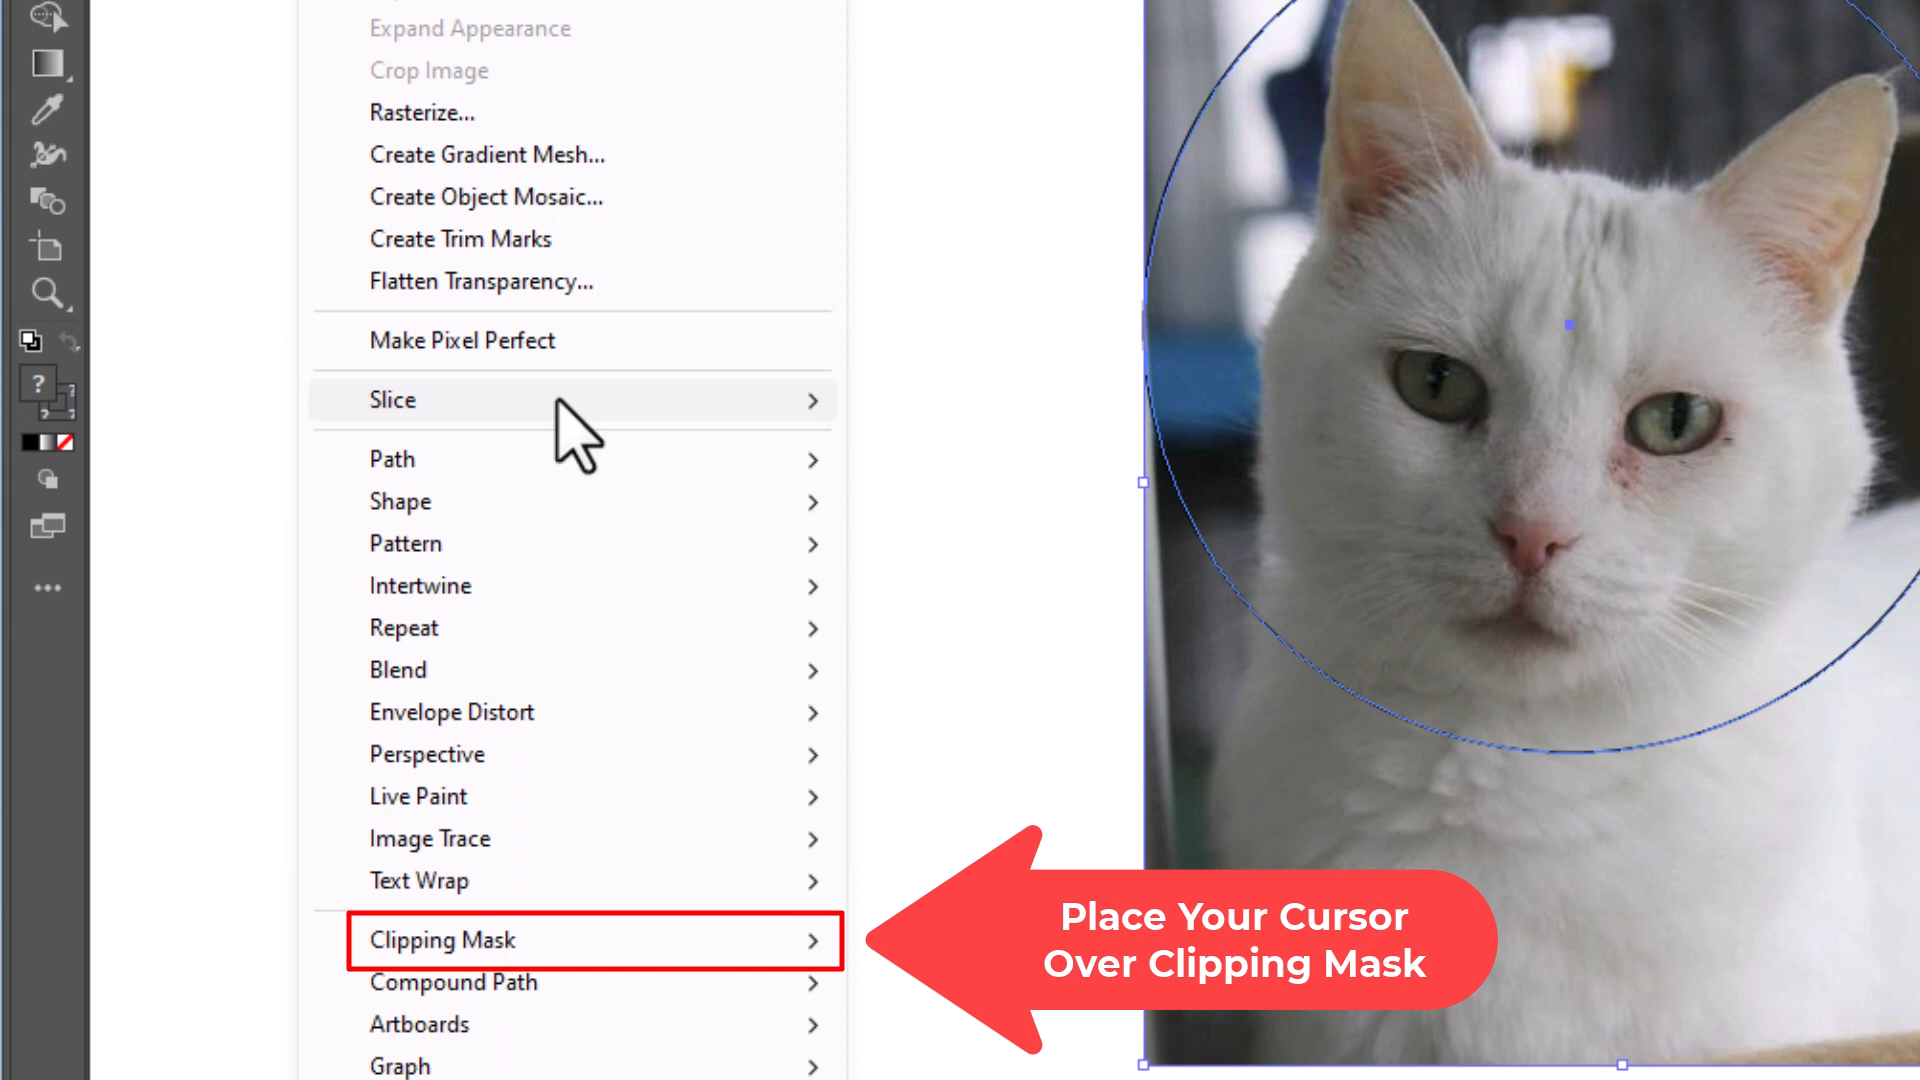 Expand Appearance
Crop Image
Rasterize...
Create Gradient Mesh...
Create Object Mosaic...
Create Trim Marks
Flatten Transparency...
Make Pixel Perfect
Slice
Path
Shape
Pattern
Intertwine
Repeat
Blend
Envelope Distort
Perspective
Live Paint
Image Trace
Text Wrap
Clipping Mask
Compound Path
Artboards
Graph
Place Your Cursor
Over Clipping Mask